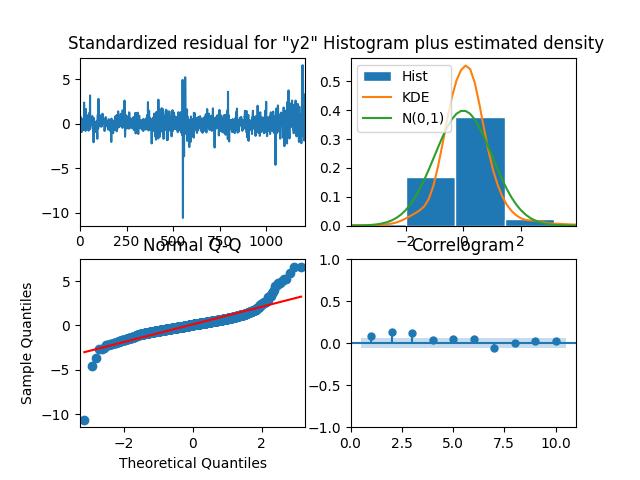 Standardized residual for "y2"
5
0
−5
−10
0 250 500 750 1000
Histogram plus estimated density
Hist
KDE
N(0,1)
0.5
0.4
0.3
0.2
0.1
0.0
−2 0 2
Normal Q-Q
5
0
−5
−10
−2 0 2
Sample Quantiles
Theoretical Quantiles
Correlogram
1.0
0.5
0.0
−0.5
−1.0
0.0 2.5 5.0 7.5 10.0